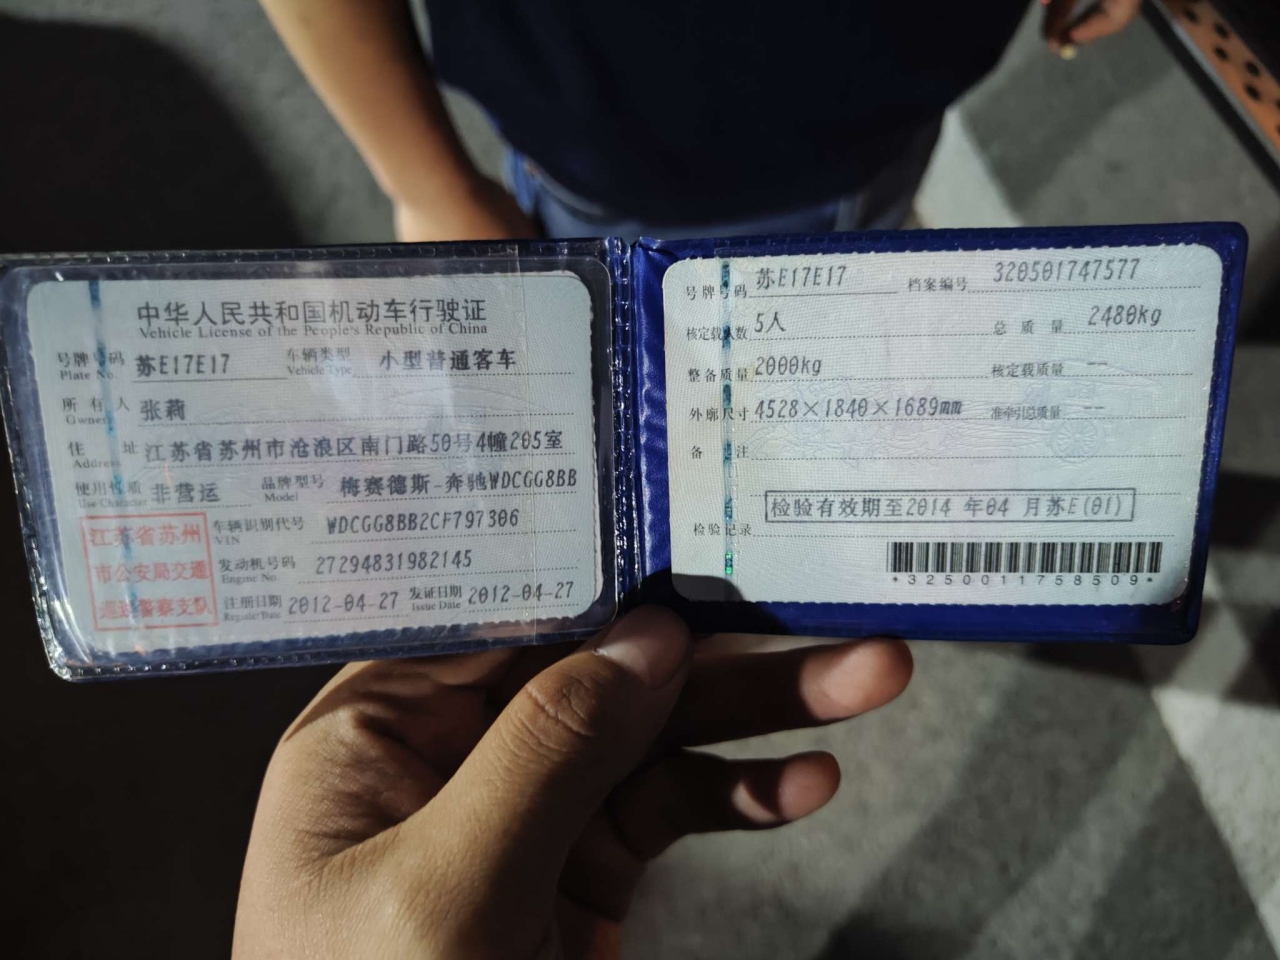 中华人民共和国机动车行驶证
Vehicle License of the People's Republic of China
号牌号码 苏E17E17 车辆类型 小型普通客车
Plate No. Vehicle Type
所有人 张莉
Owner
住址 江苏省苏州市沧浪区南门路50号4幢205室
Address
使用性质 非营运 品牌型号 梅赛德斯-奔驰WDCGG8BB
Use Character Model
江苏省苏州
市公安局交通
巡逻警察支队
车辆识别代号 WDCGG8BB2CF797306
VIN
发动机号码 27294831982145
Engine No.
注册日期 2012-04-27 发证日期 2012-04-27
Register Date Issue Date
号牌号码 苏E17E17 档案编号 320501747577
核定载人数 5人 总质量 2480kg
整备质量 2000kg 核定载质量 --
外廓尺寸 4528×1840×1689mm 准牵引总质量 --
备注
检验记录 检验有效期至2014年04月苏E(01)
*3250011758509*